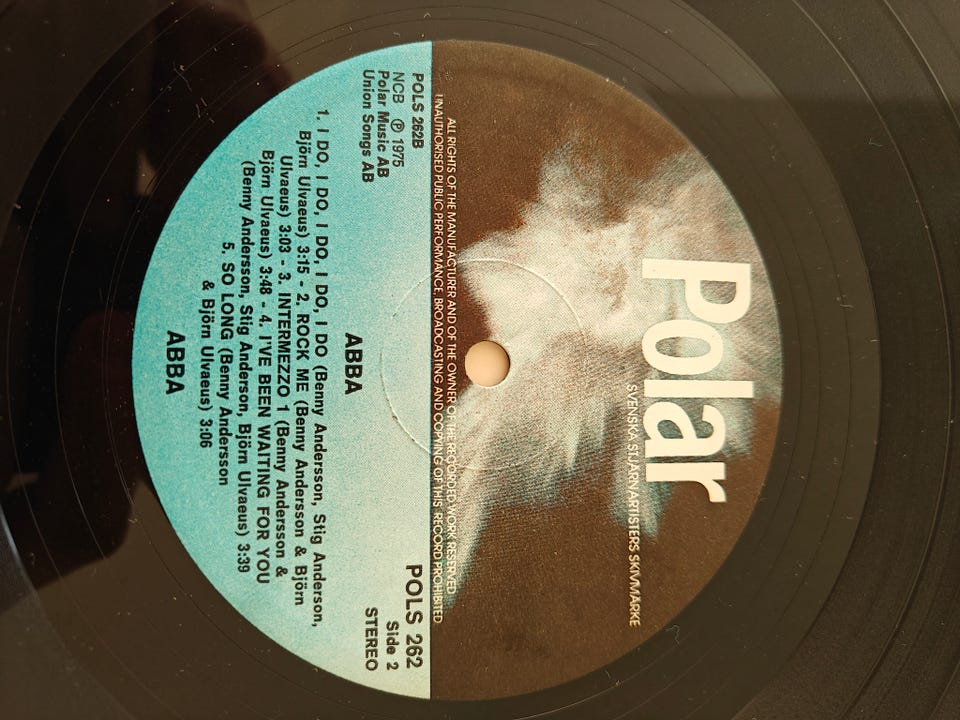 Polar
SVENSKA STJÄRNARTISTERS SKIVMÄRKE
ALL RIGHTS OF THE MANUFACTURER AND OF THE OWNER OF THE RECORDED WORK RESERVED
UNAUTHORISED PUBLIC PERFORMANCE, BROADCASTING AND COPYING OF THIS RECORD PROHIBITED
POLS 262B
NCB Ⓟ 1975
Polar Music AB
Union Songs AB
POLS 262
Side 2
STEREO
ABBA
1. I DO, I DO, I DO, I DO, I DO (Benny Andersson, Stig Anderson,
Björn Ulvaeus) 3:15 - 2. ROCK ME (Benny Andersson & Björn
Ulvaeus) 3:03 - 3. INTERMEZZO 1 (Benny Andersson &
Björn Ulvaeus) 3:48 - 4. I'VE BEEN WAITING FOR YOU
(Benny Andersson, Stig Anderson, Björn Ulvaeus) 3:39
5. SO LONG (Benny Andersson
& Björn Ulvaeus) 3:06
ABBA